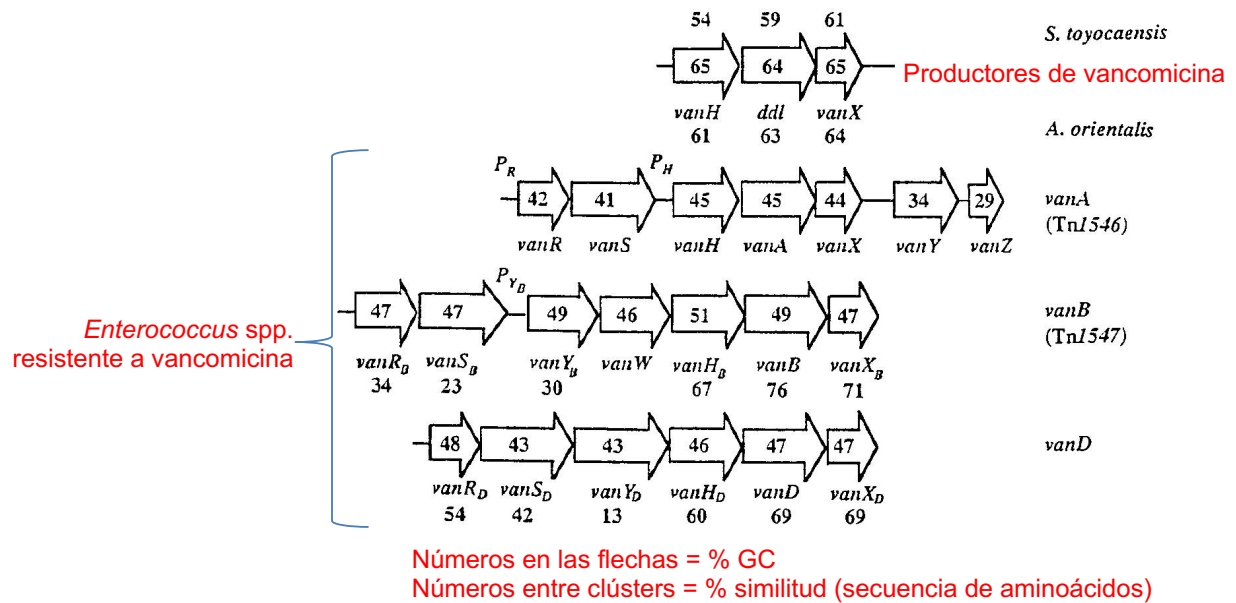 54 59 61
S. toyocaensis
65 64 65
Productores de vancomicina
vanH ddl vanX
61 63 64
A. orientalis
P_R P_H
42 41 45 45 44 34 29
vanA
(Tn1546)
vanR vanS vanH vanA vanX vanY vanZ
P_Y_B
47 47 49 46 51 49 47
vanB
(Tn1547)
Enterococcus spp.
resistente a vancomicina
vanR_B vanS_B vanY_B vanW vanH_B vanB vanX_B
34 23 30 67 76 71
48 43 43 46 47 47
vanD
vanR_D vanS_D vanY_D vanH_D vanD vanX_D
54 42 13 60 69 69
Números en las flechas = % GC
Números entre clústers = % similitud (secuencia de aminoácidos)